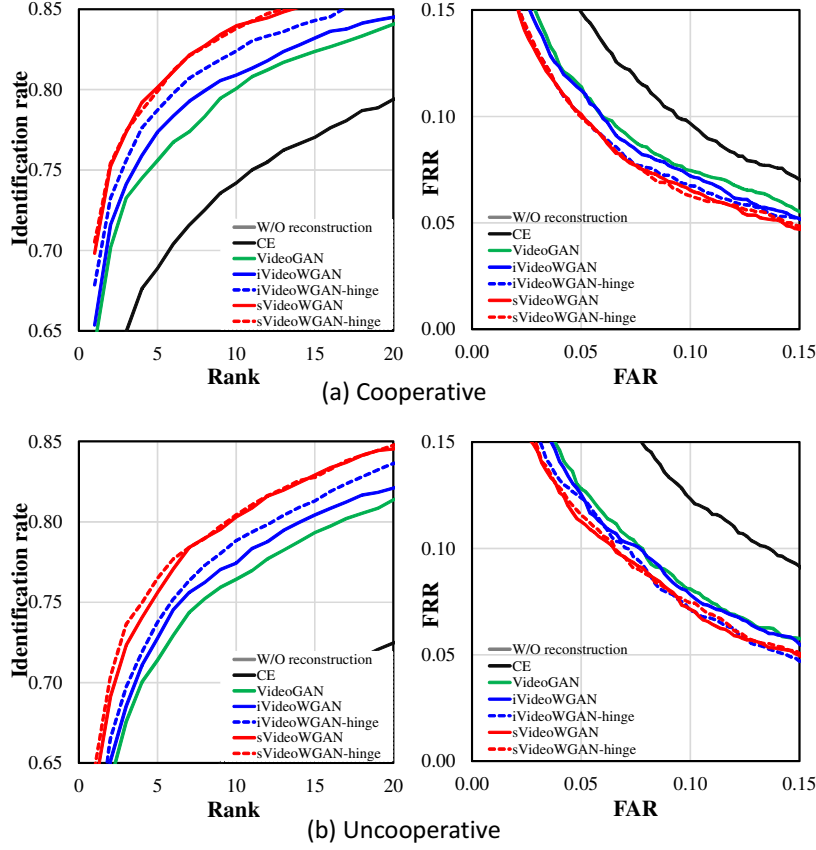 0.85
0.80
0.75
0.70
0.65
Identification rate
W/O reconstruction
CE
VideoGAN
iVideoWGAN
iVideoWGAN-hinge
sVideoWGAN
sVideoWGAN-hinge
0 5 10 15 20
Rank
0.15
0.10
0.05
0.00
FRR
W/O reconstruction
CE
VideoGAN
iVideoWGAN
iVideoWGAN-hinge
sVideoWGAN
sVideoWGAN-hinge
0.00 0.05 0.10 0.15
FAR
(a) Cooperative
0.85
0.80
0.75
0.70
0.65
Identification rate
W/O reconstruction
CE
VideoGAN
iVideoWGAN
iVideoWGAN-hinge
sVideoWGAN
sVideoWGAN-hinge
0 5 10 15 20
Rank
0.15
0.10
0.05
0.00
FRR
W/O reconstruction
CE
VideoGAN
iVideoWGAN
iVideoWGAN-hinge
sVideoWGAN
sVideoWGAN-hinge
0.00 0.05 0.10 0.15
FAR
(b) Uncooperative